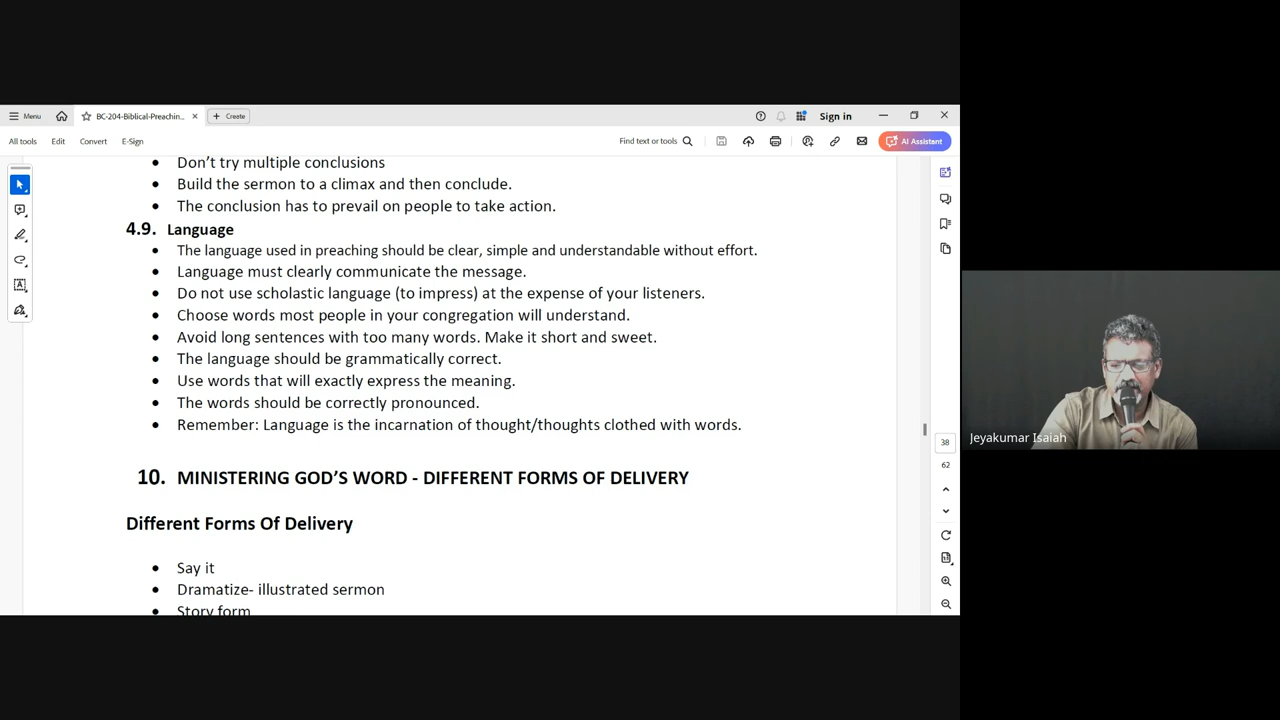 Menu
BC-204-Biblical-Preachin...
Create
Sign in
All tools
Edit
Convert
E-Sign
Find text or tools
AI Assistant
• Don't try multiple conclusions
• Build the sermon to a climax and then conclude.
• The conclusion has to prevail on people to take action.
4.9. Language
• The language used in preaching should be clear, simple and understandable without effort.
• Language must clearly communicate the message.
• Do not use scholastic language (to impress) at the expense of your listeners.
• Choose words most people in your congregation will understand.
• Avoid long sentences with too many words. Make it short and sweet.
• The language should be grammatically correct.
• Use words that will exactly express the meaning.
• The words should be correctly pronounced.
• Remember: Language is the incarnation of thought/thoughts clothed with words.
10. MINISTERING GOD'S WORD - DIFFERENT FORMS OF DELIVERY
Different Forms Of Delivery
• Say it
• Dramatize- illustrated sermon
• Story form
38
62
Jeyakumar Isaiah